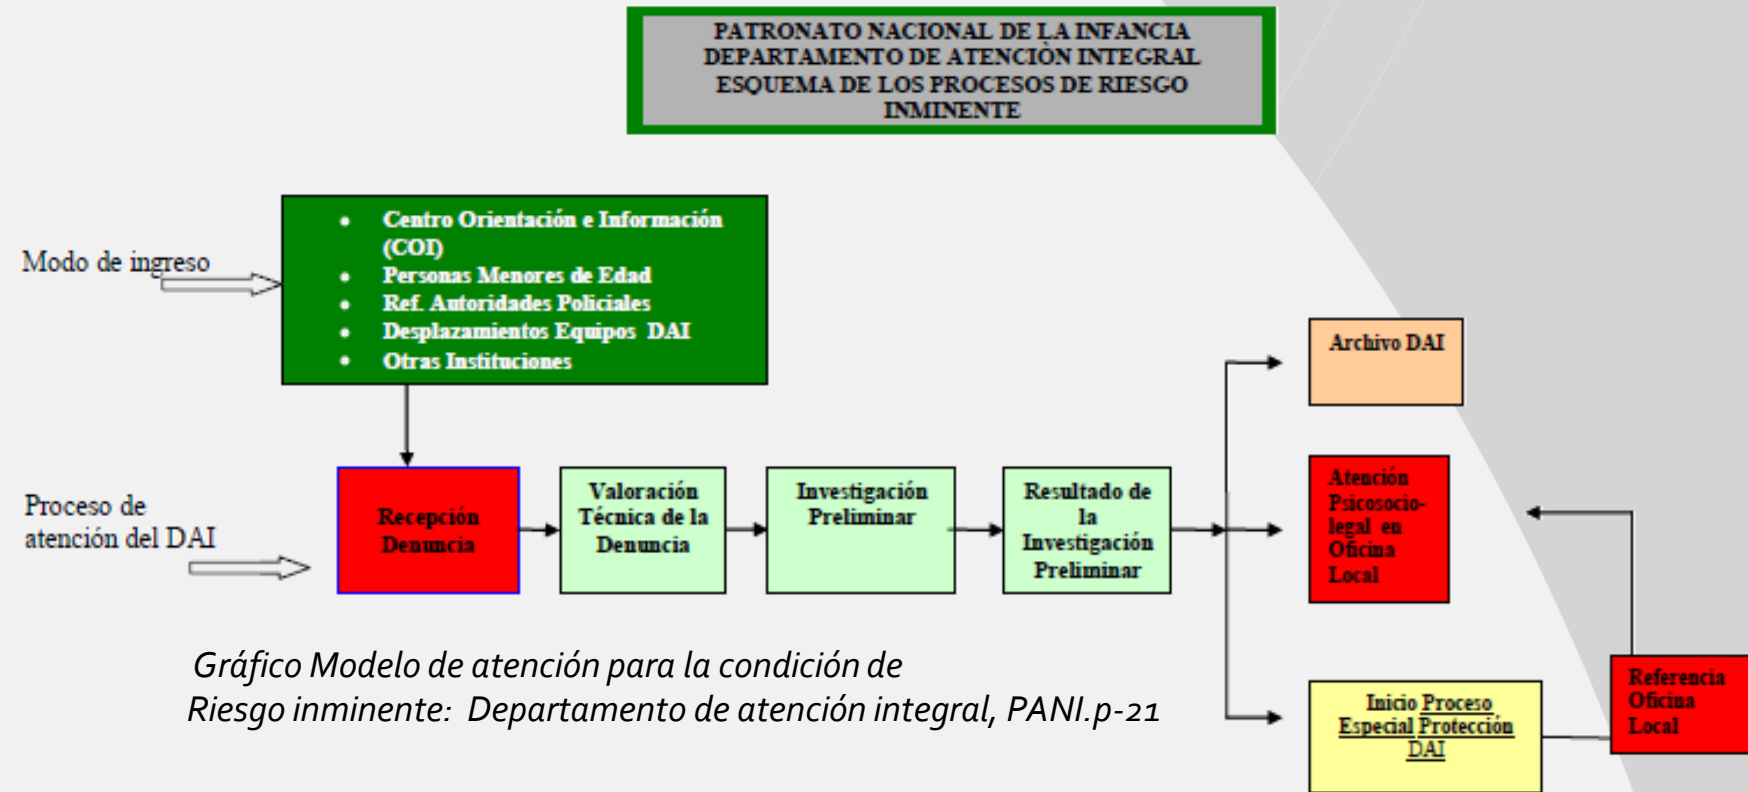 PATRONATO NACIONAL DE LA INFANCIA
DEPARTAMENTO DE ATENCIÒN INTEGRAL
ESQUEMA DE LOS PROCESOS DE RIESGO
INMINENTE
Modo de ingreso
• Centro Orientación e Información
(COI)
• Personas Menores de Edad
• Ref. Autoridades Policiales
• Desplazamientos Equipos DAI
• Otras Instituciones
Proceso de
atención del DAI
Recepción
Denuncia
Valoración
Técnica de la
Denuncia
Investigación
Preliminar
Resultado de
la
Investigación
Preliminar
Archivo DAI
Atención
Psicosocio-
legal en
Oficina
Local
Inicio Proceso
Especial Protección
DAI
Referencia
Oficina
Local
Gráfico Modelo de atención para la condición de
Riesgo inminente: Departamento de atención integral, PANI.p-21